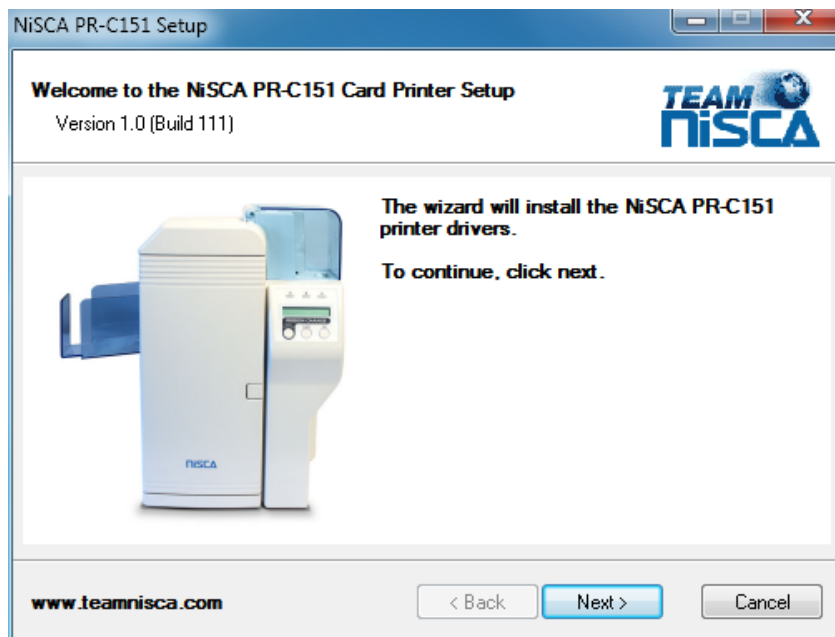 NiSCA PR-C151 Setup
Welcome to the NiSCA PR-C151 Card Printer Setup
Version 1.0 (Build 111)
TEAM
NiSCA
The wizard will install the NiSCA PR-C151
printer drivers.
To continue, click next.
NiSCA
www.teamnisca.com
< Back
Next >
Cancel